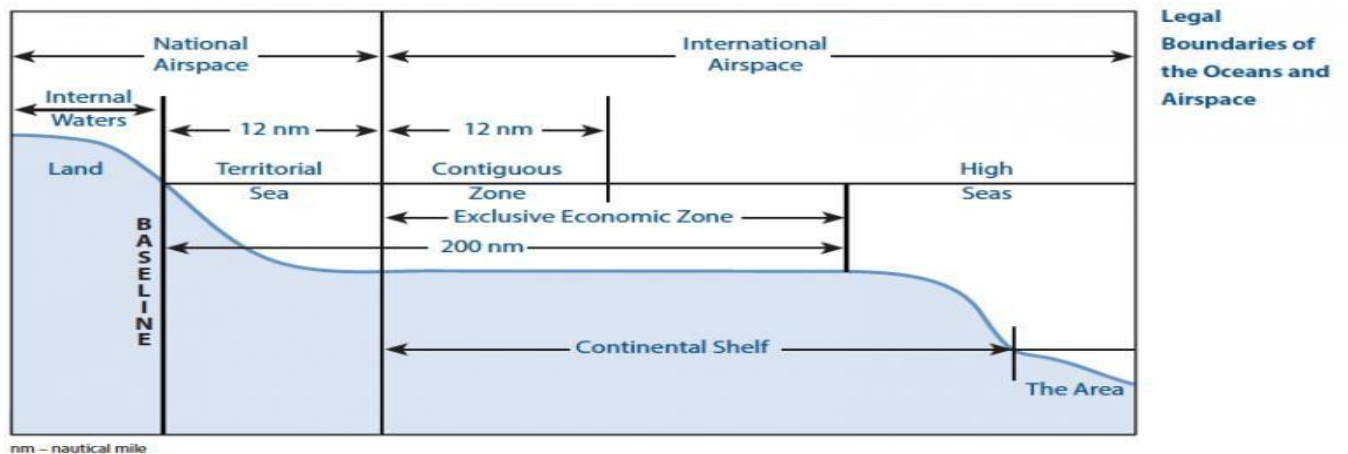 National
Airspace
International
Airspace
Legal
Boundaries of
the Oceans and
Airspace
Internal
Waters
12 nm
12 nm
Land
Territorial
Sea
Contiguous
Zone
High
Seas
BASELINE
Exclusive Economic Zone
200 nm
Continental Shelf
The Area
nm – nautical mile